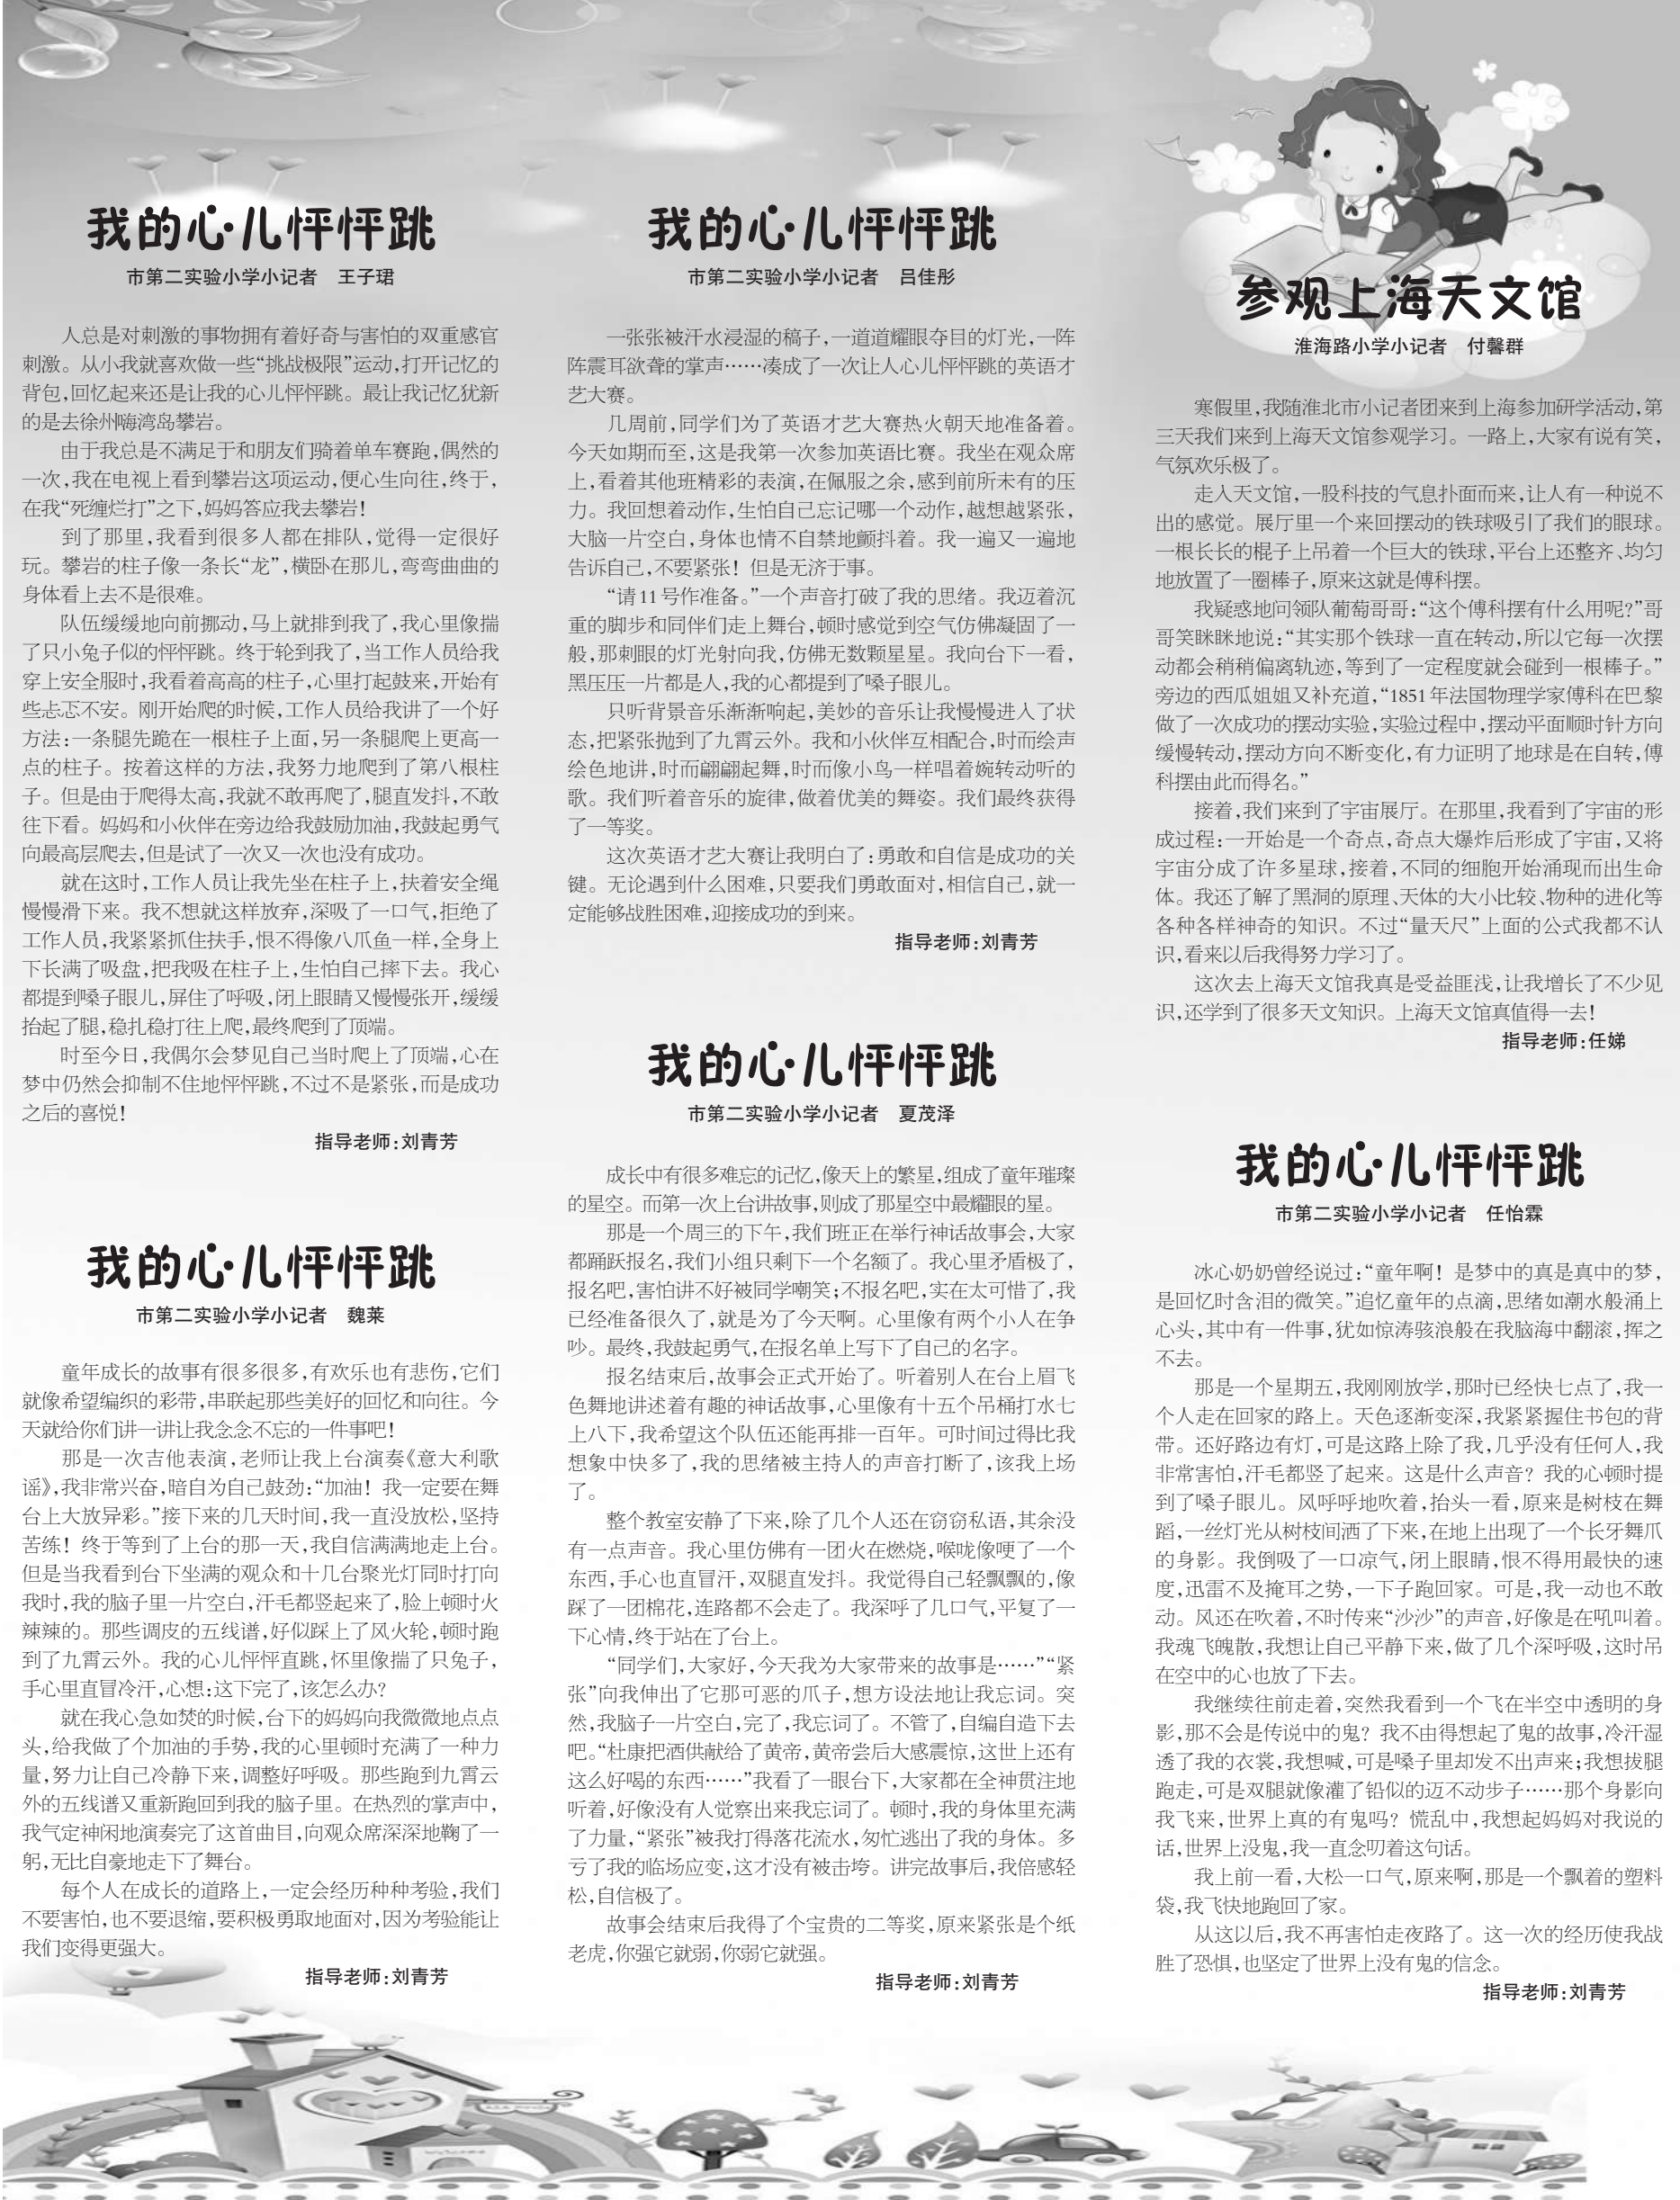 我的心儿怦怦跳
市第二实验小学小记者　王子珺
人总是对刺激的事物拥有着好奇与害怕的双重感官
刺激。从小我就喜欢做一些“挑战极限”运动,打开记忆的
背包,回忆起来还是让我的心儿怦怦跳。最让我记忆犹新
的是去徐州嗨湾岛攀岩。
由于我总是不满足于和朋友们骑着单车赛跑,偶然的
一次,我在电视上看到攀岩这项运动,便心生向往,终于,
在我“死缠烂打”之下,妈妈答应我去攀岩!
到了那里,我看到很多人都在排队,觉得一定很好
玩。攀岩的柱子像一条长“龙”,横卧在那儿,弯弯曲曲的
身体看上去不是很难。
队伍缓缓地向前挪动,马上就排到我了,我心里像揣
了只小兔子似的怦怦跳。终于轮到我了,当工作人员给我
穿上安全服时,我看着高高的柱子,心里打起鼓来,开始有
些忐忑不安。刚开始爬的时候,工作人员给我讲了一个好
方法:一条腿先跪在一根柱子上面,另一条腿爬上更高一
点的柱子。按着这样的方法,我努力地爬到了第八根柱
子。但是由于爬得太高,我就不敢再爬了,腿直发抖,不敢
往下看。妈妈和小伙伴在旁边给我鼓励加油,我鼓起勇气
向最高层爬去,但是试了一次又一次也没有成功。
就在这时,工作人员让我先坐在柱子上,扶着安全绳
慢慢滑下来。我不想就这样放弃,深吸了一口气,拒绝了
工作人员,我紧紧抓住扶手,恨不得像八爪鱼一样,全身上
下长满了吸盘,把我吸在柱子上,生怕自己摔下去。我心
都提到嗓子眼儿,屏住了呼吸,闭上眼睛又慢慢张开,缓缓
抬起了腿,稳扎稳打往上爬,最终爬到了顶端。
时至今日,我偶尔会梦见自己当时爬上了顶端,心在
梦中仍然会抑制不住地怦怦跳,不过不是紧张,而是成功
之后的喜悦!
指导老师:刘青芳
我的心儿怦怦跳
市第二实验小学小记者　魏莱
童年成长的故事有很多很多,有欢乐也有悲伤,它们
就像希望编织的彩带,串联起那些美好的回忆和向往。今
天就给你们讲一讲让我念念不忘的一件事吧!
那是一次吉他表演,老师让我上台演奏《意大利歌
谣》,我非常兴奋,暗自为自己鼓劲:“加油! 我一定要在舞
台上大放异彩。”接下来的几天时间,我一直没放松,坚持
苦练! 终于等到了上台的那一天,我自信满满地走上台。
但是当我看到台下坐满的观众和十几台聚光灯同时打向
我时,我的脑子里一片空白,汗毛都竖起来了,脸上顿时火
辣辣的。那些调皮的五线谱,好似踩上了风火轮,顿时跑
到了九霄云外。我的心儿怦怦直跳,怀里像揣了只兔子,
手心里直冒冷汗,心想:这下完了,该怎么办?
就在我心急如焚的时候,台下的妈妈向我微微地点点
头,给我做了个加油的手势,我的心里顿时充满了一种力
量,努力让自己冷静下来,调整好呼吸。那些跑到九霄云
外的五线谱又重新跑回到我的脑子里。在热烈的掌声中,
我气定神闲地演奏完了这首曲目,向观众席深深地鞠了一
躬,无比自豪地走下了舞台。
每个人在成长的道路上,一定会经历种种考验,我们
不要害怕,也不要退缩,要积极勇取地面对,因为考验能让
我们变得更强大。
指导老师:刘青芳
我的心儿怦怦跳
市第二实验小学小记者　吕佳彤
一张张被汗水浸湿的稿子,一道道耀眼夺目的灯光,一阵
阵震耳欲聋的掌声……凑成了一次让人心儿怦怦跳的英语才
艺大赛。
几周前,同学们为了英语才艺大赛热火朝天地准备着。
今天如期而至,这是我第一次参加英语比赛。我坐在观众席
上,看着其他班精彩的表演,在佩服之余,感到前所未有的压
力。我回想着动作,生怕自己忘记哪一个动作,越想越紧张,
大脑一片空白,身体也情不自禁地颤抖着。我一遍又一遍地
告诉自己,不要紧张! 但是无济于事。
“请11号作准备。”一个声音打破了我的思绪。我迈着沉
重的脚步和同伴们走上舞台,顿时感觉到空气仿佛凝固了一
般,那刺眼的灯光射向我,仿佛无数颗星星。我向台下一看,
黑压压一片都是人,我的心都提到了嗓子眼儿。
只听背景音乐渐渐响起,美妙的音乐让我慢慢进入了状
态,把紧张抛到了九霄云外。我和小伙伴互相配合,时而绘声
绘色地讲,时而翩翩起舞,时而像小鸟一样唱着婉转动听的
歌。我们听着音乐的旋律,做着优美的舞姿。我们最终获得
了一等奖。
这次英语才艺大赛让我明白了:勇敢和自信是成功的关
键。无论遇到什么困难,只要我们勇敢面对,相信自己,就一
定能够战胜困难,迎接成功的到来。
指导老师:刘青芳
我的心儿怦怦跳
市第二实验小学小记者　夏茂泽
成长中有很多难忘的记忆,像天上的繁星,组成了童年璀璨
的星空。而第一次上台讲故事,则成了那星空中最耀眼的星。
那是一个周三的下午,我们班正在举行神话故事会,大家
都踊跃报名,我们小组只剩下一个名额了。我心里矛盾极了,
报名吧,害怕讲不好被同学嘲笑;不报名吧,实在太可惜了,我
已经准备很久了,就是为了今天啊。心里像有两个小人在争
吵。最终,我鼓起勇气,在报名单上写下了自己的名字。
报名结束后,故事会正式开始了。听着别人在台上眉飞
色舞地讲述着有趣的神话故事,心里像有十五个吊桶打水七
上八下,我希望这个队伍还能再排一百年。可时间过得比我
想象中快多了,我的思绪被主持人的声音打断了,该我上场
了。
整个教室安静了下来,除了几个人还在窃窃私语,其余没
有一点声音。我心里仿佛有一团火在燃烧,喉咙像哽了一个
东西,手心也直冒汗,双腿直发抖。我觉得自己轻飘飘的,像
踩了一团棉花,连路都不会走了。我深呼了几口气,平复了一
下心情,终于站在了台上。
“同学们,大家好,今天我为大家带来的故事是……”“紧
张”向我伸出了它那可恶的爪子,想方设法地让我忘词。突
然,我脑子一片空白,完了,我忘词了。不管了,自编自造下去
吧。“杜康把酒供献给了黄帝,黄帝尝后大感震惊,这世上还有
这么好喝的东西……”我看了一眼台下,大家都在全神贯注地
听着,好像没有人觉察出来我忘词了。顿时,我的身体里充满
了力量,“紧张”被我打得落花流水,匆忙逃出了我的身体。多
亏了我的临场应变,这才没有被击垮。讲完故事后,我倍感轻
松,自信极了。
故事会结束后我得了个宝贵的二等奖,原来紧张是个纸
老虎,你强它就弱,你弱它就强。
指导老师:刘青芳
参观上海天文馆
淮海路小学小记者　付馨群
寒假里,我随淮北市小记者团来到上海参加研学活动,第
三天我们来到上海天文馆参观学习。一路上,大家有说有笑,
气氛欢乐极了。
走入天文馆,一股科技的气息扑面而来,让人有一种说不
出的感觉。展厅里一个来回摆动的铁球吸引了我们的眼球。
一根长长的棍子上吊着一个巨大的铁球,平台上还整齐、均匀
地放置了一圈棒子,原来这就是傅科摆。
我疑惑地问领队葡萄哥哥:“这个傅科摆有什么用呢?”哥
哥笑眯眯地说:“其实那个铁球一直在转动,所以它每一次摆
动都会稍稍偏离轨迹,等到了一定程度就会碰到一根棒子。”
旁边的西瓜姐姐又补充道,“1851年法国物理学家傅科在巴黎
做了一次成功的摆动实验,实验过程中,摆动平面顺时针方向
缓慢转动,摆动方向不断变化,有力证明了地球是在自转,傅
科摆由此而得名。”
接着,我们来到了宇宙展厅。在那里,我看到了宇宙的形
成过程:一开始是一个奇点,奇点大爆炸后形成了宇宙,又将
宇宙分成了许多星球,接着,不同的细胞开始涌现而出生命
体。我还了解了黑洞的原理、天体的大小比较、物种的进化等
各种各样神奇的知识。不过“量天尺”上面的公式我都不认
识,看来以后我得努力学习了。
这次去上海天文馆我真是受益匪浅,让我增长了不少见
识,还学到了很多天文知识。上海天文馆真值得一去!
指导老师:任娣
我的心儿怦怦跳
市第二实验小学小记者　任怡霖
冰心奶奶曾经说过:“童年啊! 是梦中的真是真中的梦,
是回忆时含泪的微笑。”追忆童年的点滴,思绪如潮水般涌上
心头,其中有一件事,犹如惊涛骇浪般在我脑海中翻滚,挥之
不去。
那是一个星期五,我刚刚放学,那时已经快七点了,我一
个人走在回家的路上。天色逐渐变深,我紧紧握住书包的背
带。还好路边有灯,可是这路上除了我,几乎没有任何人,我
非常害怕,汗毛都竖了起来。这是什么声音? 我的心顿时提
到了嗓子眼儿。风呼呼地吹着,抬头一看,原来是树枝在舞
蹈,一丝灯光从树枝间洒了下来,在地上出现了一个长牙舞爪
的身影。我倒吸了一口凉气,闭上眼睛,恨不得用最快的速
度,迅雷不及掩耳之势,一下子跑回家。可是,我一动也不敢
动。风还在吹着,不时传来“沙沙”的声音,好像是在吼叫着。
我魂飞魄散,我想让自己平静下来,做了几个深呼吸,这时吊
在空中的心也放了下去。
我继续往前走着,突然我看到一个飞在半空中透明的身
影,那不会是传说中的鬼? 我不由得想起了鬼的故事,冷汗湿
透了我的衣裳,我想喊,可是嗓子里却发不出声来;我想拔腿
跑走,可是双腿就像灌了铅似的迈不动步子……那个身影向
我飞来,世界上真的有鬼吗? 慌乱中,我想起妈妈对我说的
话,世界上没鬼,我一直念叨着这句话。
我上前一看,大松一口气,原来啊,那是一个飘着的塑料
袋,我飞快地跑回了家。
从这以后,我不再害怕走夜路了。这一次的经历使我战
胜了恐惧,也坚定了世界上没有鬼的信念。
指导老师:刘青芳